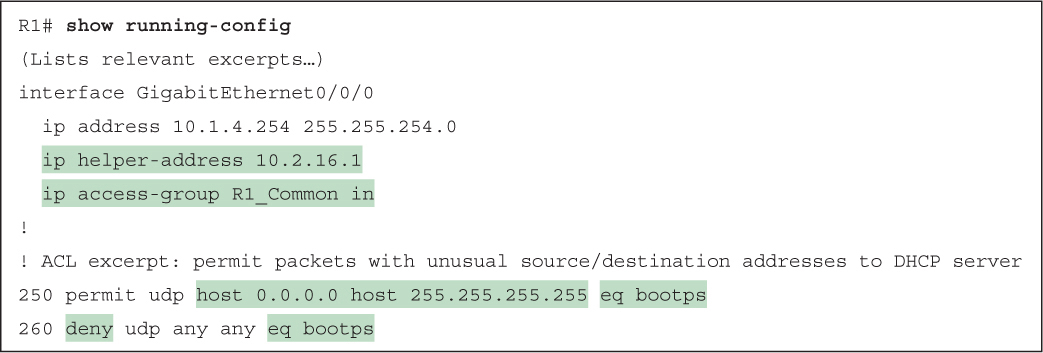 R1# show running-config
(Lists relevant excerpts…)
interface GigabitEthernet0/0/0
ip address 10.1.4.254 255.255.254.0
ip helper-address 10.2.16.1
ip access-group R1_Common in
!
! ACL excerpt: permit packets with unusual source/destination addresses to DHCP server
250 permit udp host 0.0.0.0 host 255.255.255.255 eq bootps
260 deny udp any any eq bootps